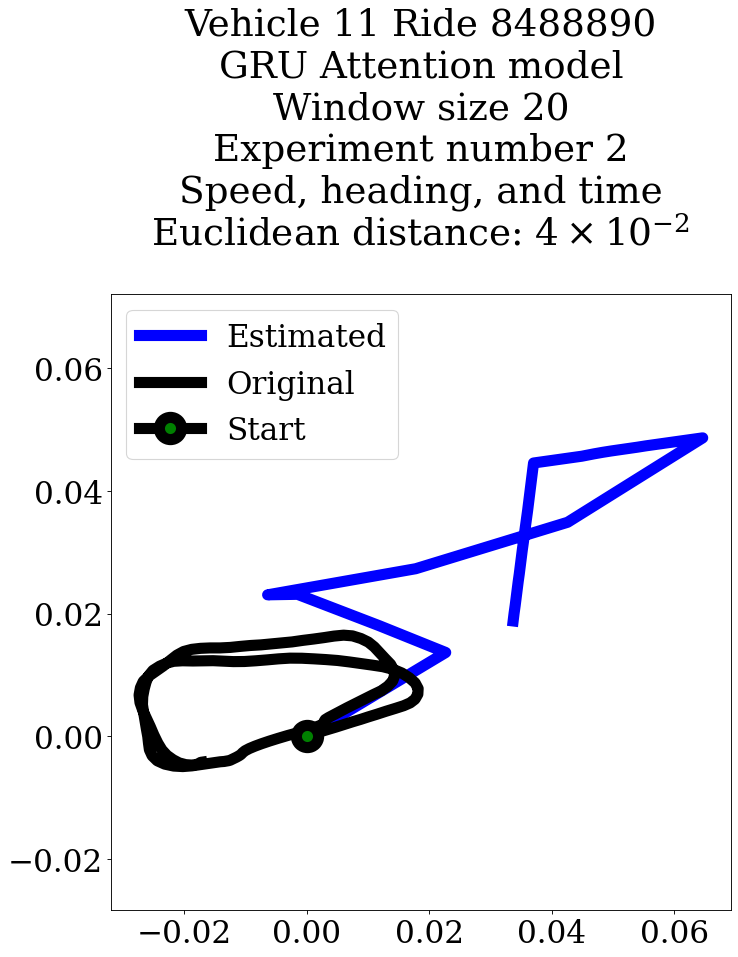 Vehicle 11 Ride 8488890
GRU Attention model
Window size 20
Experiment number 2
Speed, heading, and time
Euclidean distance: 4 × 10⁻²
Estimated
Original
Start
0.06
0.04
0.02
0.00
−0.02
−0.02 0.00 0.02 0.04 0.06